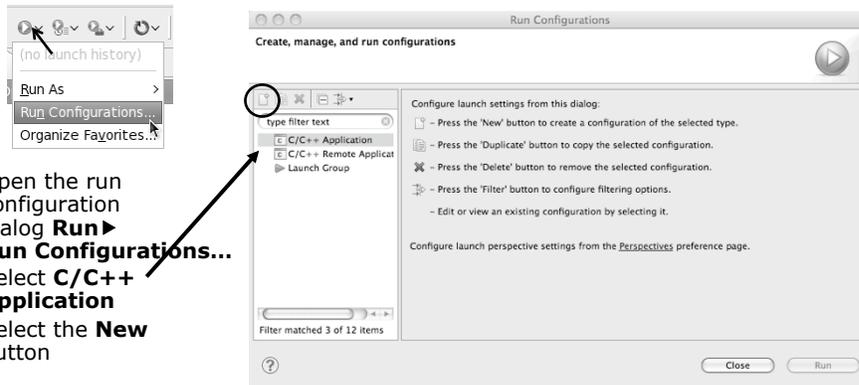 (no launch history)
Run As
Run Configurations...
Organize Favorites...
pen the run
onfiguration
ialog Run▶
un Configurations...
elect C/C++
pplication
elect the New
utton
Run Configurations
Create, manage, and run configurations
type filter text
C/C++ Application
C/C++ Remote Applicat
Launch Group
Filter matched 3 of 12 items
Configure launch settings from this dialog:
- Press the 'New' button to create a configuration of the selected type.
- Press the 'Duplicate' button to copy the selected configuration.
- Press the 'Delete' button to remove the selected configuration.
- Press the 'Filter' button to configure filtering options.
- Edit or view an existing configuration by selecting it.
Configure launch perspective settings from the Perspectives preference page.
Close
Run